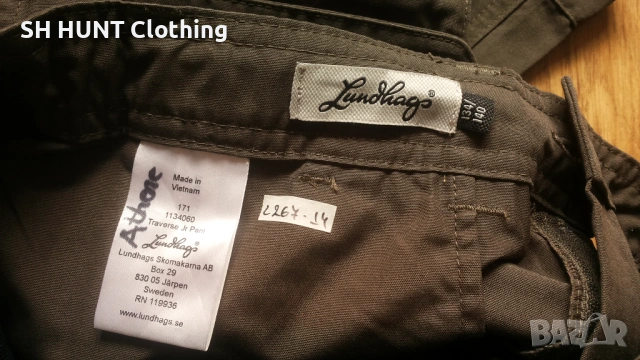 SH HUNT Clothing
Lundhags®
134/
140
Made in
Vietnam
171
1134060
Traverse Jr Pant
Lundhags®
Lundhags Skomakarna AB
Box 29
830 05 Järpen
Sweden
RN 119936
www.lundhags.se
2267-14
BAZAR